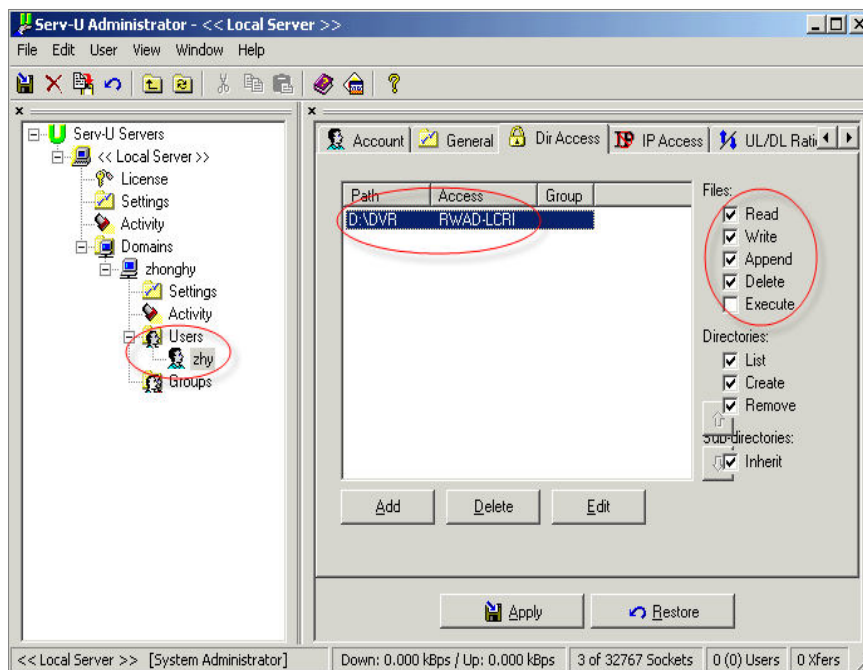 Serv-U Administrator - << Local Server >>
File Edit User View Window Help
Serv-U Servers
<< Local Server >>
License
Settings
Activity
Domains
zhonghy
Settings
Activity
Users
zhy
Groups
Account General Dir Access IP Access UL/DL Rati
Path Access Group
D:\DVR RWAD-LCRI
Files:
Read
Write
Append
Delete
Execute
Directories:
List
Create
Remove
Sub-directories:
Inherit
Add Delete Edit
Apply Restore
<< Local Server >> [System Administrator] Down: 0.000 kBps / Up: 0.000 kBps 3 of 32767 Sockets 0 (0) Users 0 Xfers